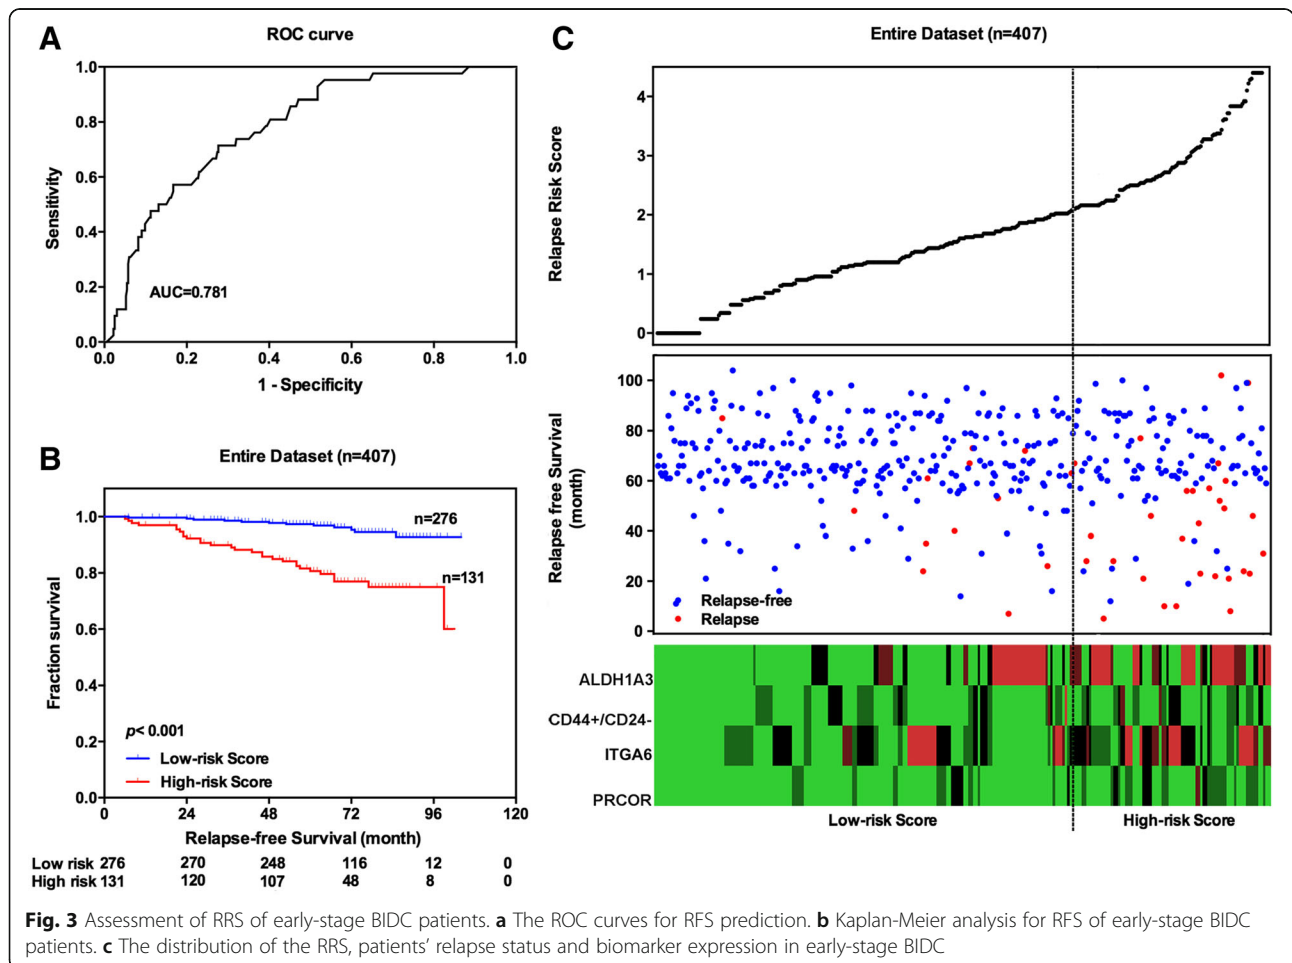 A
ROC curve
Sensitivity
1.0
0.8
0.6
0.4
0.2
0.0
AUC=0.781
0.0 0.2 0.4 0.6 0.8 1.0
1 - Specificity
B
Entire Dataset (n=407)
Fraction survival
1.0
0.8
0.6
0.4
0.2
0.0
n=276
n=131
p< 0.001
Low-risk Score
High-risk Score
0 24 48 72 96 120
Relapse-free Survival (month)
Low risk 276 270 248 116 12 0
High risk 131 120 107 48 8 0
C
Entire Dataset (n=407)
Relapse Risk Score
4
3
2
1
0
Relapse free Survival
(month)
100
80
60
40
20
0
Relapse-free
Relapse
ALDH1A3
CD44+/CD24-
ITGA6
PRCOR
Low-risk Score High-risk Score
Fig. 3 Assessment of RRS of early-stage BIDC patients. a The ROC curves for RFS prediction. b Kaplan-Meier analysis for RFS of early-stage BIDC
patients. c The distribution of the RRS, patients’ relapse status and biomarker expression in early-stage BIDC